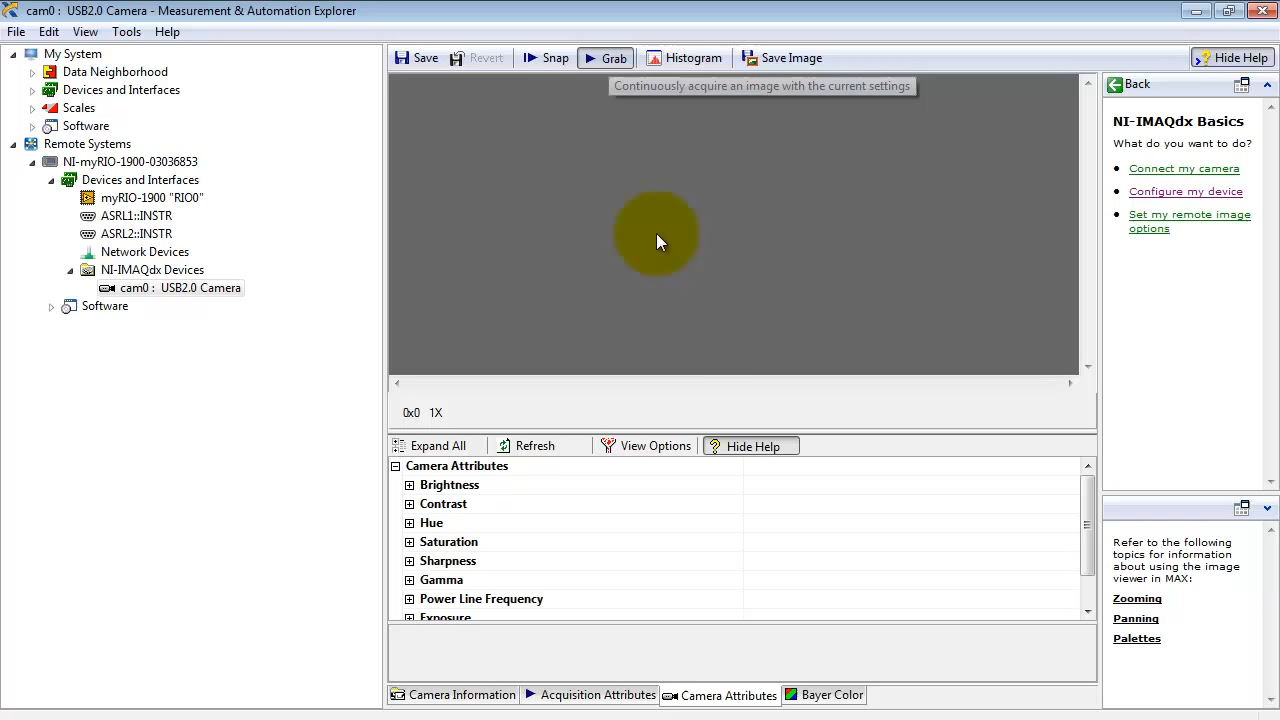 cam0 : USB2.0 Camera - Measurement & Automation Explorer
File Edit View Tools Help
My System
Data Neighborhood
Devices and Interfaces
Scales
Software
Remote Systems
NI-myRIO-1900-03036853
Devices and Interfaces
myRIO-1900 "RIO0"
ASRL1::INSTR
ASRL2::INSTR
Network Devices
NI-IMAQdx Devices
cam0 : USB2.0 Camera
Software
Save Revert Snap Grab Histogram Save Image Hide Help
Continuously acquire an image with the current settings
0x0 1X
Expand All Refresh View Options Hide Help
Camera Attributes
Brightness
Contrast
Hue
Saturation
Sharpness
Gamma
Power Line Frequency
Exposure
Camera Information Acquisition Attributes Camera Attributes Bayer Color
Back
NI-IMAQdx Basics
What do you want to do?
Connect my camera
Configure my device
Set my remote image
options
Refer to the following
topics for information
about using the image
viewer in MAX:
Zooming
Panning
Palettes